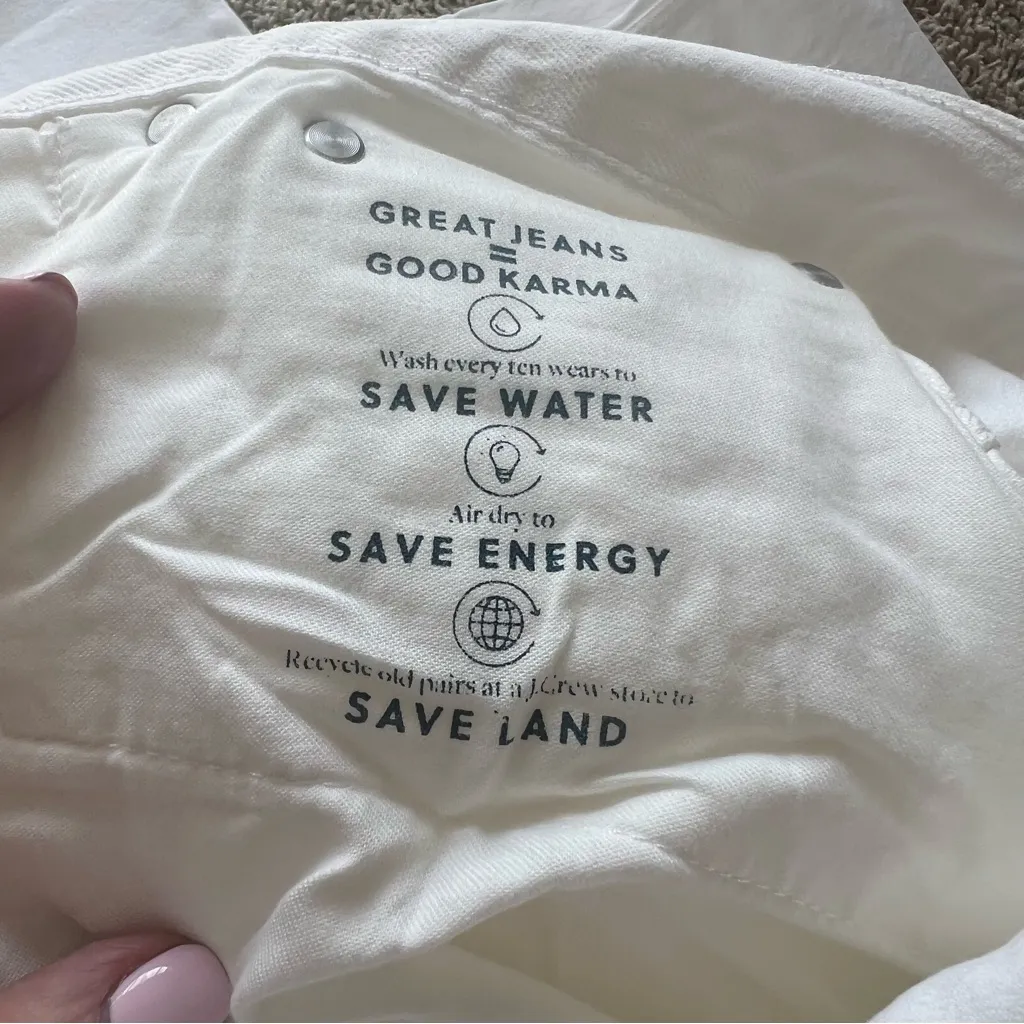 GREAT JEANS
=
GOOD KARMA
Wash every ten wears to
SAVE WATER
Air dry to
SAVE ENERGY
Recycle old pairs at a J.Crew store to
SAVE LAND